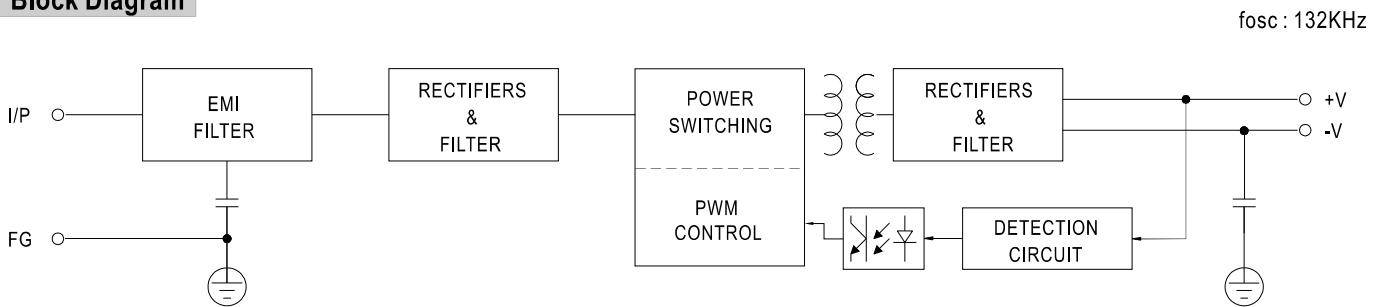 Block Diagram
fosc : 132KHz
I/P
EMI
FILTER
RECTIFIERS
&
FILTER
POWER
SWITCHING
RECTIFIERS
&
FILTER
+V
-V
PWM
CONTROL
DETECTION
CIRCUIT
FG